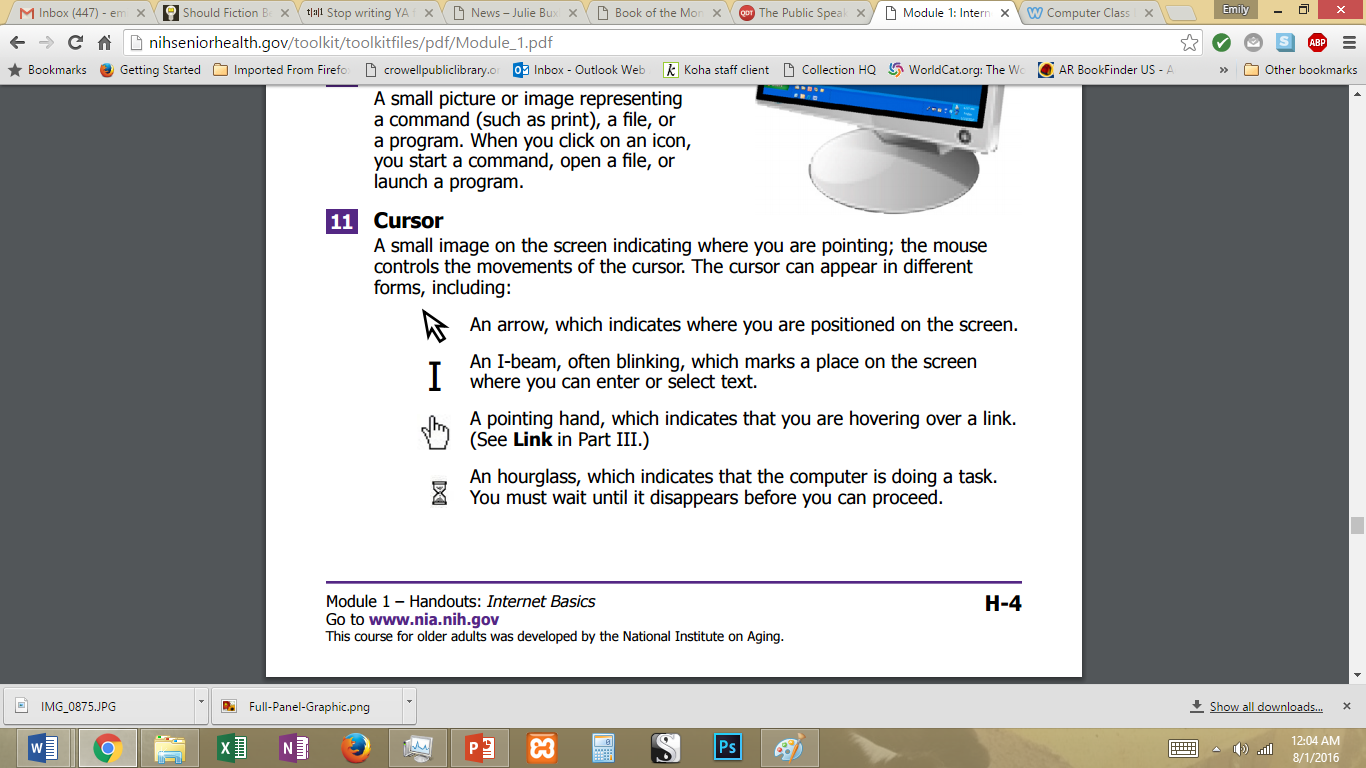 Emily
Inbox (447) - em
Should Fiction Be
Stop writing YA
News – Julie Bux
Book of the Mon
The Public Speak
Module 1: Intern
Computer Class
nihseniorhealth.gov/toolkit/toolkitfiles/pdf/Module_1.pdf
ABP
Bookmarks
Getting Started
Imported From Firefo
crowellpubliclibrary.or
Inbox - Outlook Web
Koha staff client
Collection HQ
WorldCat.org: The Wo
AR BookFinder US - A
»
Other bookmarks
A small picture or image representing
a command (such as print), a file, or
a program. When you click on an icon,
you start a command, open a file, or
launch a program.
11 Cursor
A small image on the screen indicating where you are pointing; the mouse
controls the movements of the cursor. The cursor can appear in different
forms, including:
An arrow, which indicates where you are positioned on the screen.
An I-beam, often blinking, which marks a place on the screen
where you can enter or select text.
A pointing hand, which indicates that you are hovering over a link.
(See Link in Part III.)
An hourglass, which indicates that the computer is doing a task.
You must wait until it disappears before you can proceed.
Module 1 – Handouts: Internet Basics
H-4
Go to www.nia.nih.gov
This course for older adults was developed by the National Institute on Aging.
IMG_0875.JPG
Full-Panel-Graphic.png
Show all downloads...
12:04 AM
8/1/2016